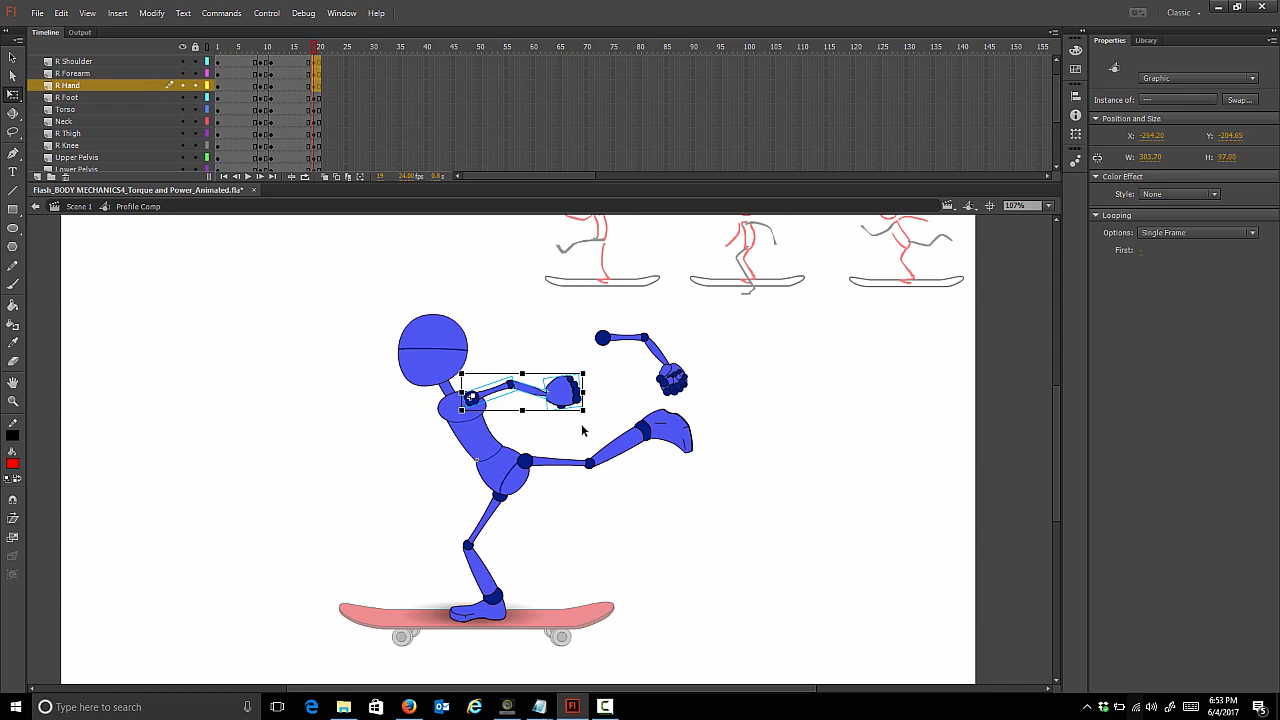 Fl File Edit View Insert Modify Text Commands Control Debug Window Help Classic
Timeline Output
1 5 10 15 20 25 30 35 40 45 50 55 60 65 70 75 80 85 90 95 100 105 110 115 120 125 130 135 140 145 150 155
R Shoulder
R Forearm
R Hand
R Foot
Torso
Neck
R Thigh
R Knee
Upper Pelvis
Lower Pelvis
19 24.00 fps 0.8 s
Flash_BODY MECHANICS4_Torque and Power_Animated.fla*
Scene 1 Profile Comp 107%
Properties Library
Graphic
Instance of: --- Swap...
Position and Size
X: -264.20 Y: -204.65
W: 303.70 H: 97.00
Color Effect
Style: None
Looping
Options: Single Frame
First: -
Type here to search
Fl
6:53 PM
6/4/2017